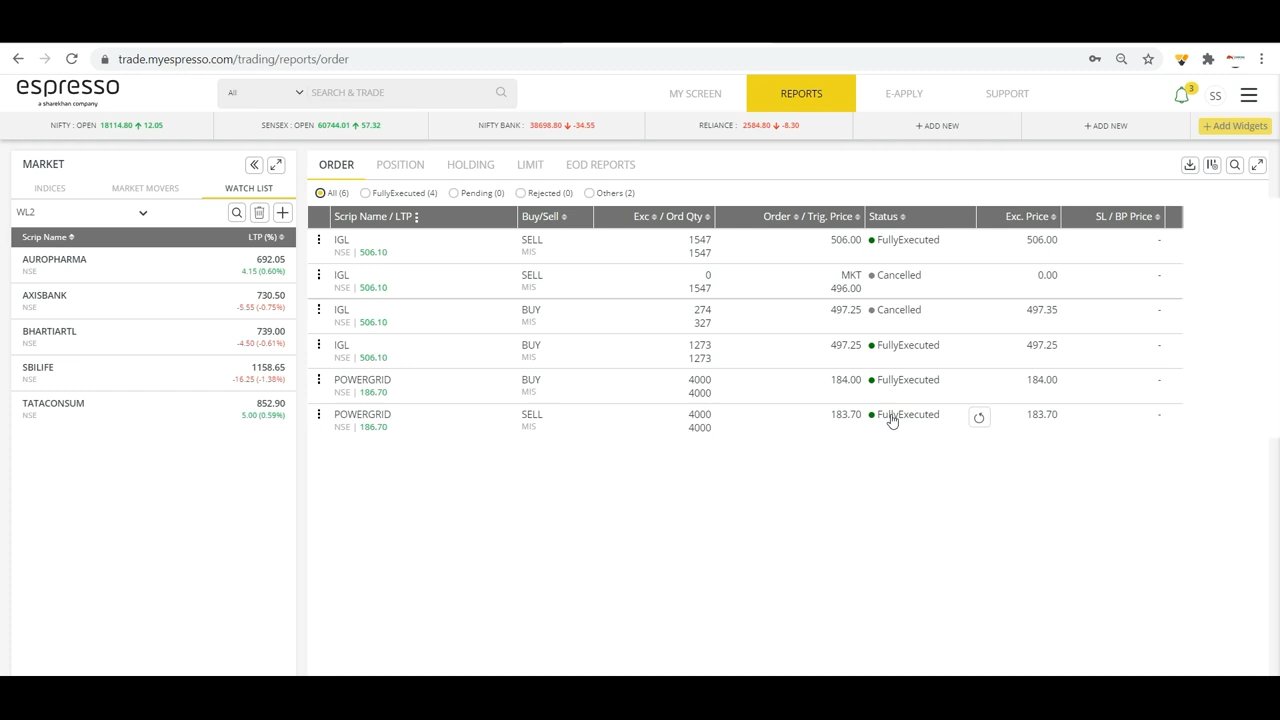 trade.myespresso.com/trading/reports/order
espresso
a sharekhan company
All
SEARCH & TRADE
MY SCREEN
REPORTS
E-APPLY
SUPPORT
3
SS
NIFTY : OPEN 18114.80 ↑ 12.05
SENSEX : OPEN 60744.01 ↑ 57.32
NIFTY BANK : 38698.80 ↓ -34.55
RELIANCE : 2584.80 ↓ -8.30
+ ADD NEW
+ ADD NEW
+ Add Widgets
MARKET
INDICES
MARKET MOVERS
WATCH LIST
WL2
Scrip Name LTP (%)
AUROPHARMA 692.05
NSE 4.15 (0.60%)
AXISBANK 730.50
NSE -5.55 (-0.75%)
BHARTIARTL 739.00
NSE -4.50 (-0.61%)
SBILIFE 1158.65
NSE -16.25 (-1.38%)
TATACONSUM 852.90
NSE 5.00 (0.59%)
ORDER POSITION HOLDING LIMIT EOD REPORTS
All (6) FullyExecuted (4) Pending (0) Rejected (0) Others (2)
Scrip Name / LTP Buy/Sell Exc / Ord Qty Order / Trig. Price Status Exc. Price SL / BP Price
IGL SELL 1547 506.00 FullyExecuted 506.00 -
NSE | 506.10 MIS 1547
IGL SELL 0 MKT Cancelled 0.00 -
NSE | 506.10 MIS 1547 496.00
IGL BUY 274 497.25 Cancelled 497.35 -
NSE | 506.10 MIS 327
IGL BUY 1273 497.25 FullyExecuted 497.25 -
NSE | 506.10 MIS 1273
POWERGRID BUY 4000 184.00 FullyExecuted 184.00 -
NSE | 186.70 MIS 4000
POWERGRID SELL 4000 183.70 FullyExecuted 183.70 -
NSE | 186.70 MIS 4000